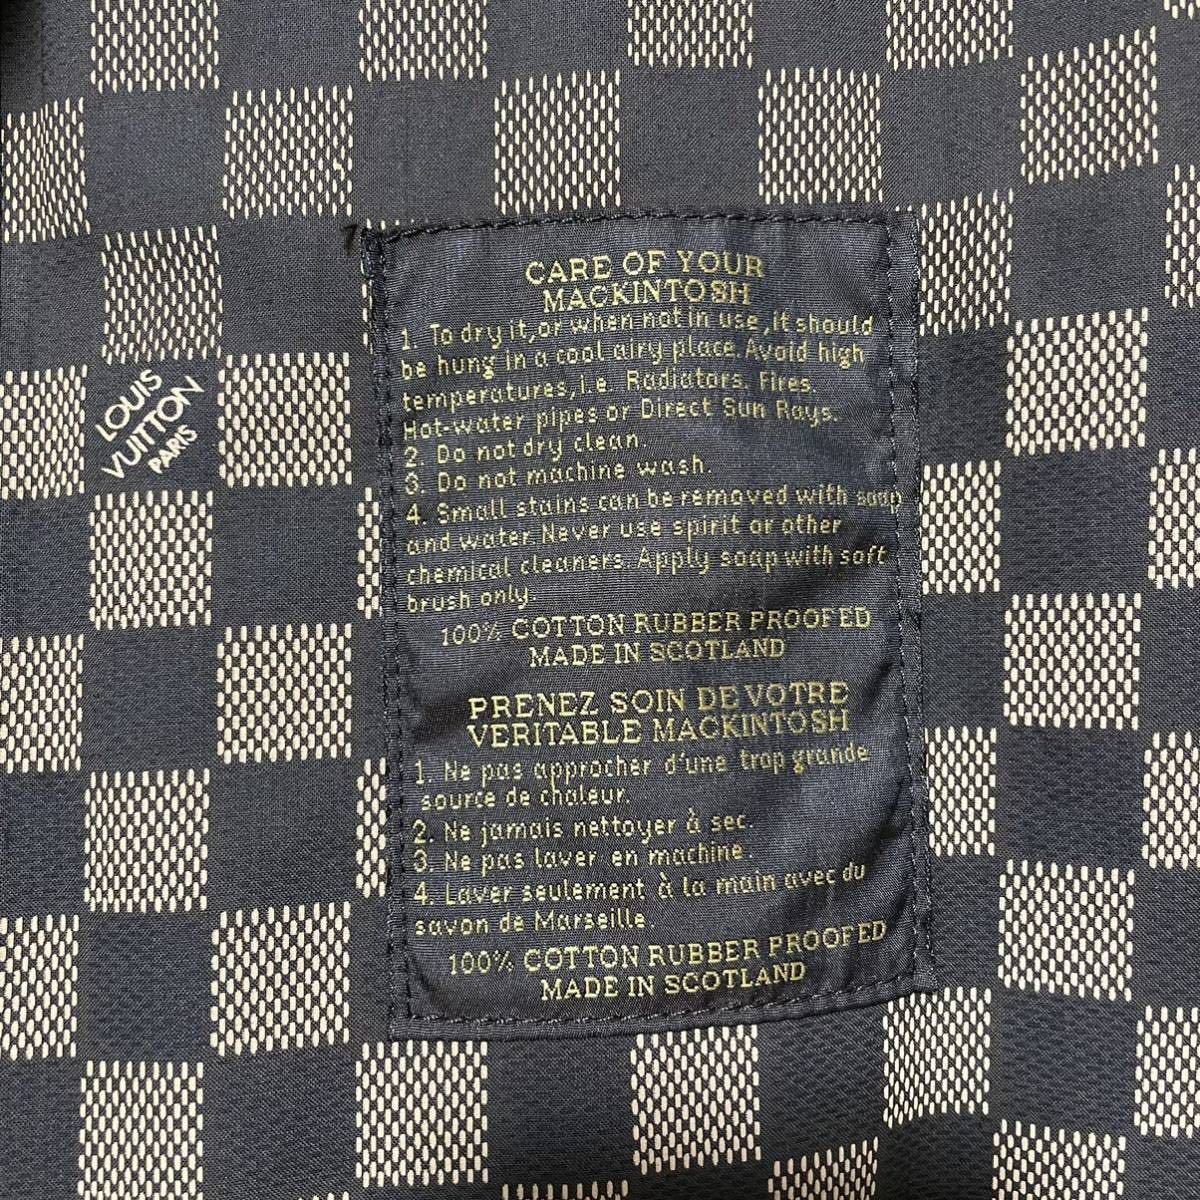 CARE OF YOUR
MACKINTOSH
1. To dry it, or when not in use, it should
be hung in a cool airy place. Avoid high
temperatures, i.e. Radiators. Fires.
Hot-water pipes or Direct Sun Rays.
2. Do not dry clean.
3. Do not machine wash.
4. Small stains can be removed with soap
and water. Never use spirit or other
chemical cleaners. Apply soap with soft
brush only.
100% COTTON RUBBER PROOFED
MADE IN SCOTLAND
PRENEZ SOIN DE VOTRE
VERITABLE MACKINTOSH
1. Ne pas approcher d'une trop grande
source de chaleur.
2. Ne jamais nettoyer à sec.
3. Ne pas laver en machine.
4. Laver seulement à la main avec du
savon de Marseille.
100% COTTON RUBBER PROOFED
MADE IN SCOTLAND
LOUIS
VUITTON
PARIS